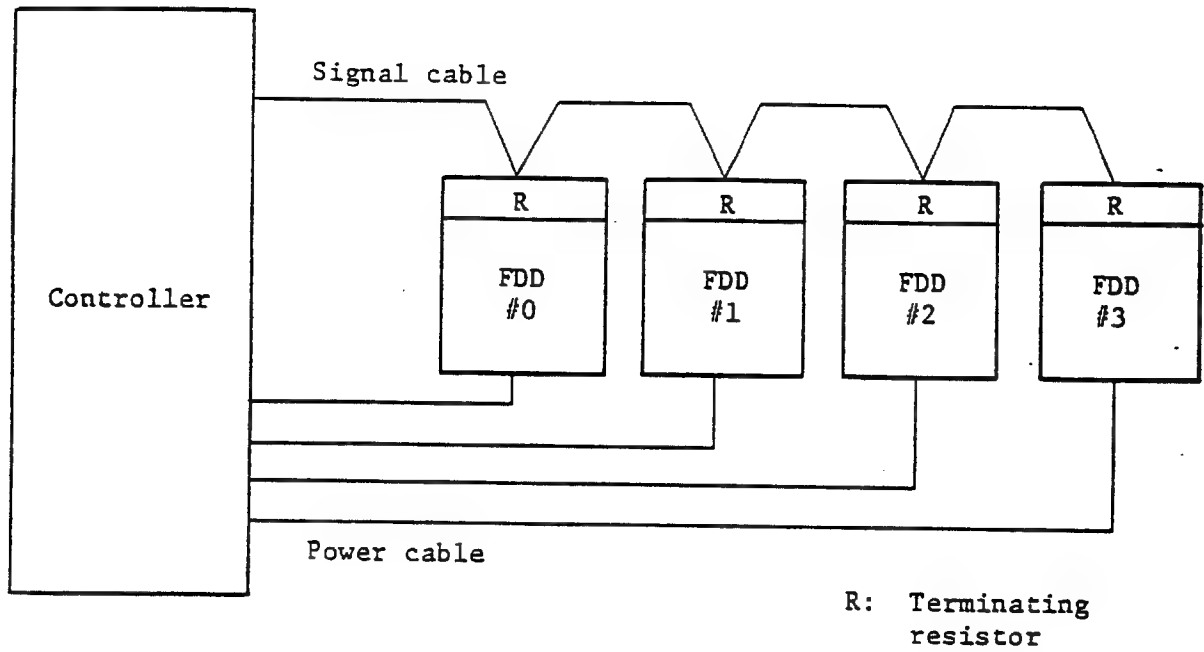 Signal cable
R
R
R
R
Controller
FDD
#0
FDD
#1
FDD
#2
FDD
#3
Power cable
R: Terminating
resistor